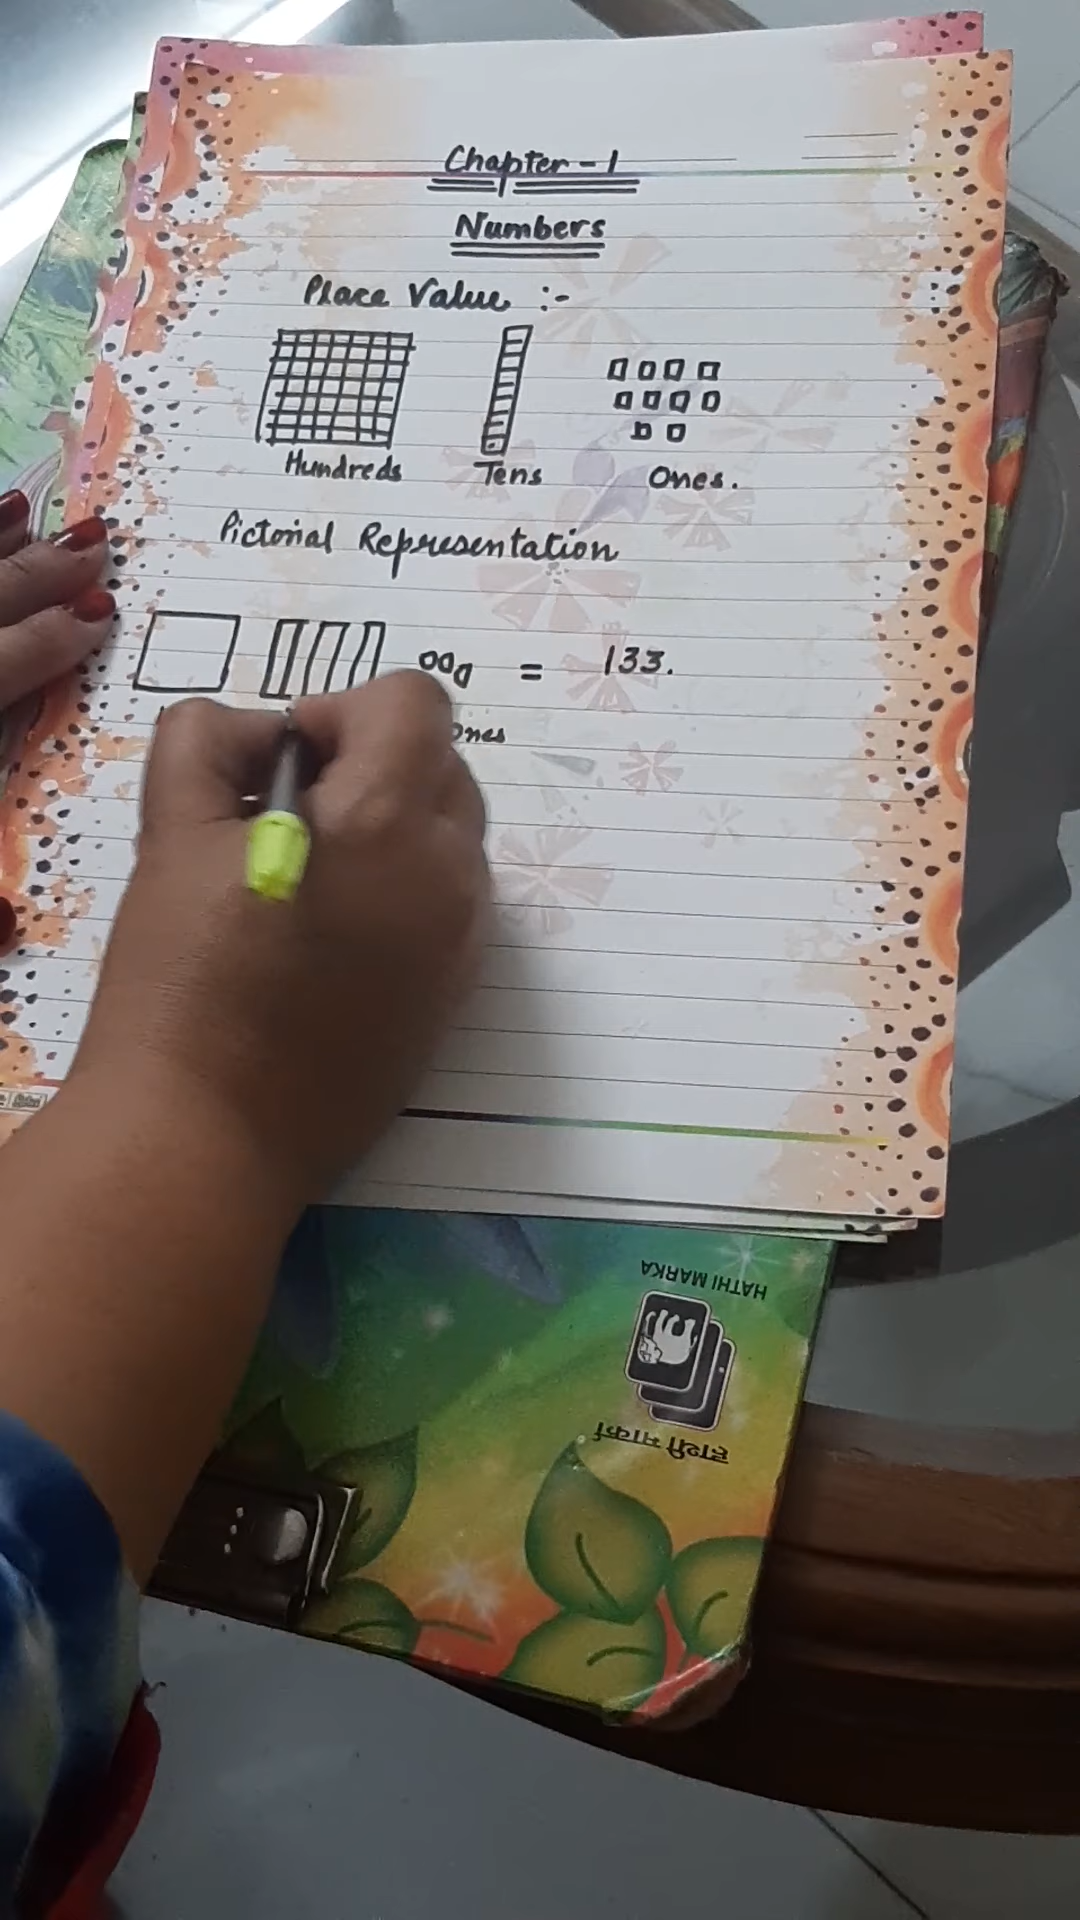 Chapter - 1
Numbers
Place Value :-
Hundreds Tens Ones.
Pictorial Representation
= 133.
Ones
HATHI MARKA
हाथी मार्का